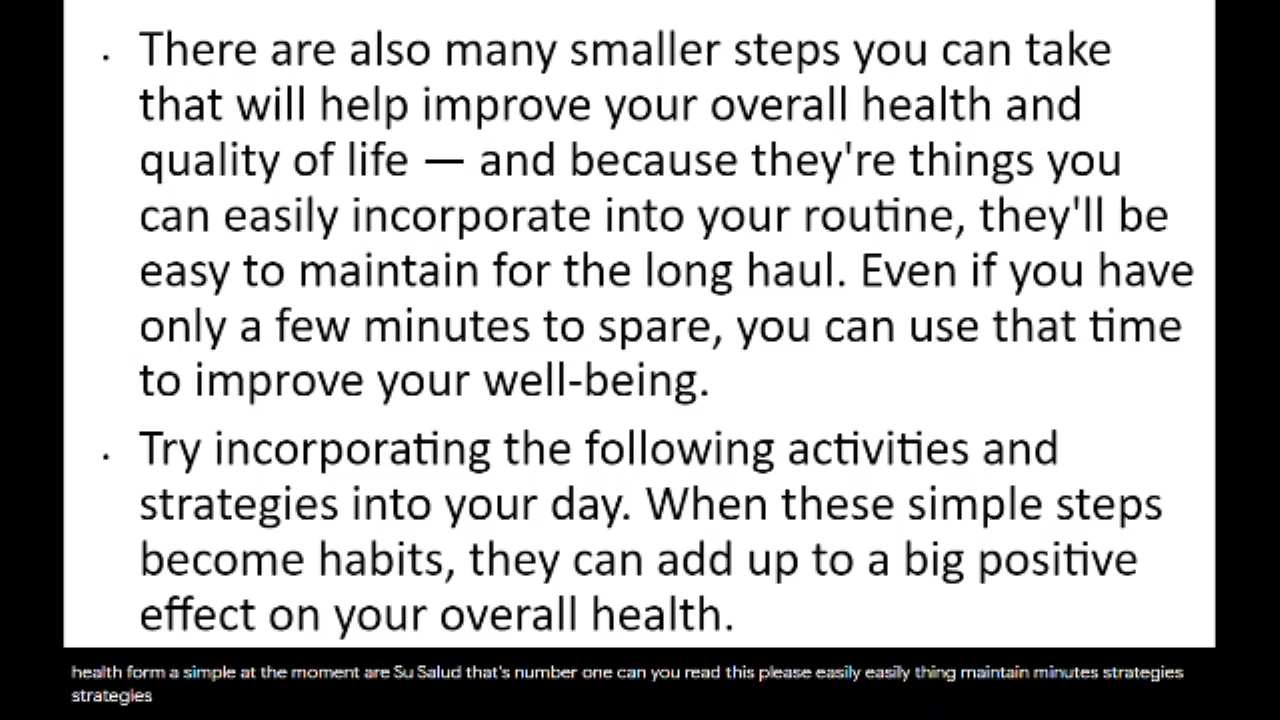 · There are also many smaller steps you can take
that will help improve your overall health and
quality of life — and because they're things you
can easily incorporate into your routine, they'll be
easy to maintain for the long haul. Even if you have
only a few minutes to spare, you can use that time
to improve your well-being.
· Try incorporating the following activities and
strategies into your day. When these simple steps
become habits, they can add up to a big positive
effect on your overall health.
health form a simple at the moment are Su Salud that's number one can you read this please easily easily thing maintain minutes strategies
strategies